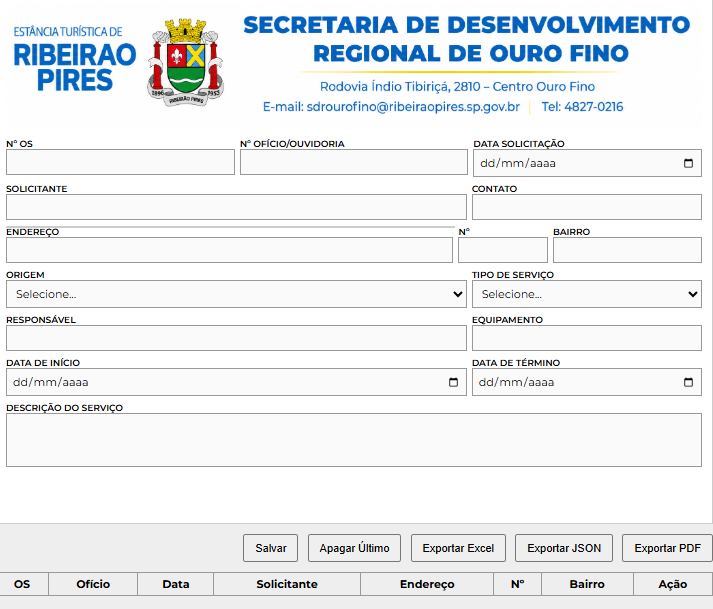 ESTÂNCIA TURÍSTICA DE
RIBEIRAO
PIRES
1896 RIBEIRÃO PIRES 1953
SECRETARIA DE DESENVOLVIMENTO
REGIONAL DE OURO FINO
Rodovia Índio Tibiriçá, 2810 – Centro Ouro Fino
E-mail: sdrourofino@ribeiraopires.sp.gov.br | Tel: 4827-0216
Nº OS Nº OFÍCIO/OUVIDORIA DATA SOLICITAÇÃO
dd/mm/aaaa
SOLICITANTE CONTATO
ENDEREÇO Nº BAIRRO
ORIGEM TIPO DE SERVIÇO
Selecione... Selecione...
RESPONSÁVEL EQUIPAMENTO
DATA DE INÍCIO DATA DE TÉRMINO
dd/mm/aaaa dd/mm/aaaa
DESCRIÇÃO DO SERVIÇO
Salvar Apagar Último Exportar Excel Exportar JSON Exportar PDF
OS Ofício Data Solicitante Endereço Nº Bairro Ação